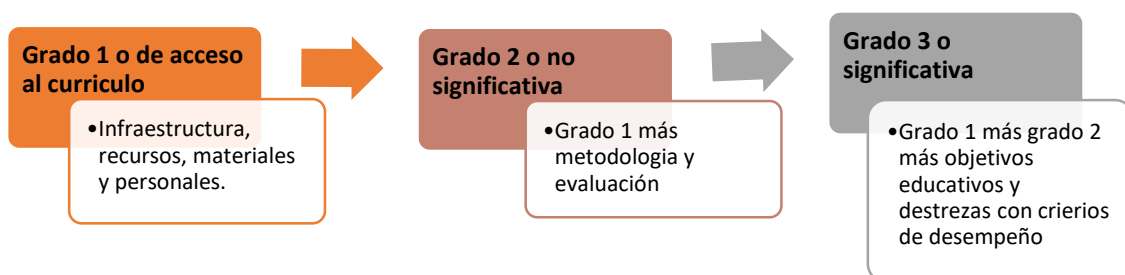 Grado 1 o de acceso
al curriculo
•Infraestructura,
recursos, materiales
y personales.
Grado 2 o no
significativa
•Grado 1 más
metodologia y
evaluación
Grado 3 o
significativa
•Grado 1 más grado 2
más objetivos
educativos y
destrezas con crierios
de desempeño